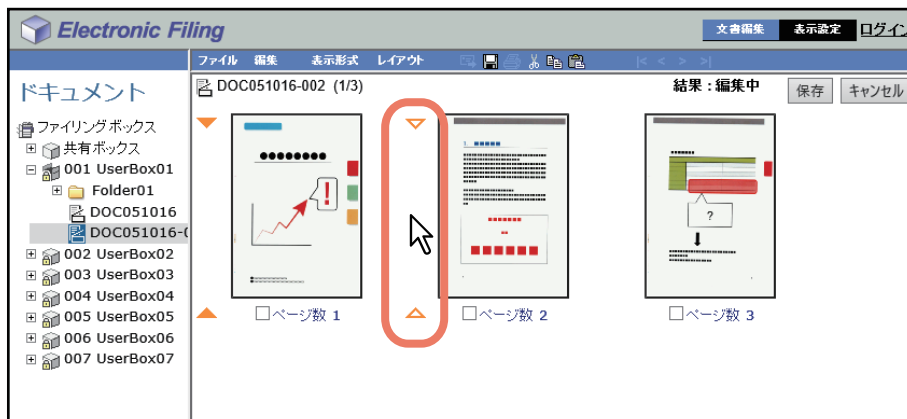 Electronic Filing
文書編集 表示設定 ログイン
ファイル 編集 表示形式 レイアウト |< < > >|
ドキュメント
DOC051016-002 (1/3) 結果：編集中 保存 キャンセル
ファイリングボックス
共有ボックス
001 UserBox01
Folder01
DOC051016
DOC051016-0
002 UserBox02
003 UserBox03
004 UserBox04
005 UserBox05
006 UserBox06
007 UserBox07
!
1.
?
ページ数 1 ページ数 2 ページ数 3